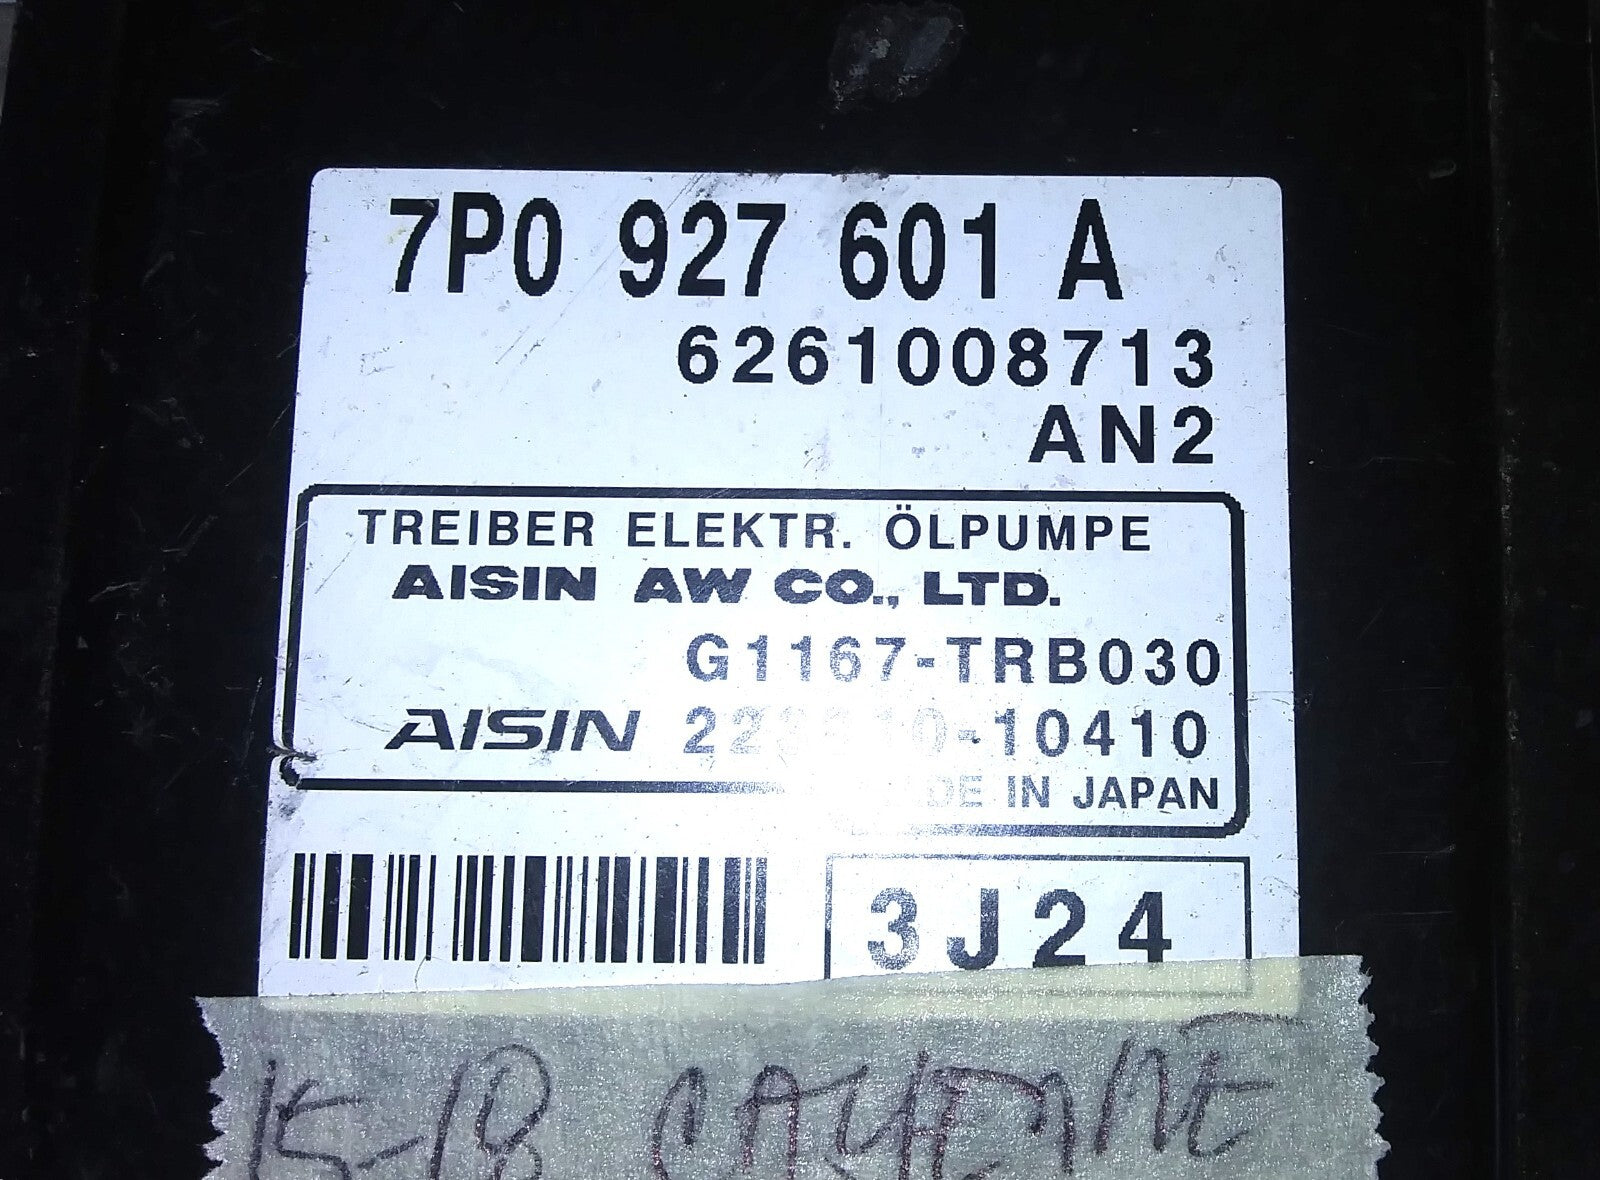 7P0 927 601 A
6261008713
AN2
TREIBER ELEKTR. ÖLPUMPE
AISIN AW CO., LTD.
G1167-TRB030
AISIN
IN JAPAN
3J24
15-18 CAYENNE